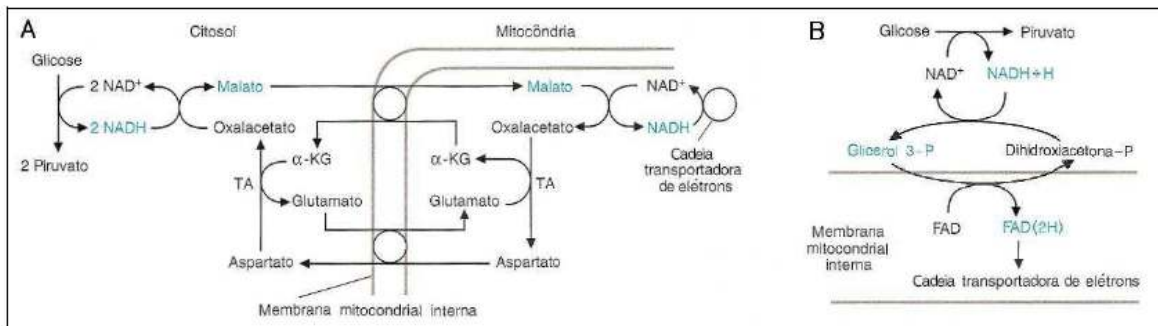 A
Citosol
Mitocôndria
Glicose
2 NAD⁺
Malato
Malato
NAD⁺
2 NADH
Oxalacetato
Oxalacetato
NADH
2 Piruvato
α-KG
α-KG
Cadeia
transportadora
de elétrons
TA
TA
Glutamato
Glutamato
Aspartato
Aspartato
Membrana mitocondrial interna
B
Glicose
Piruvato
NAD⁺
NADH+H
Glicerol 3-P
Dihidroxiacetona-P
Membrana
mitocondrial
interna
FAD
FAD(2H)
Cadeia transportadora de elétrons